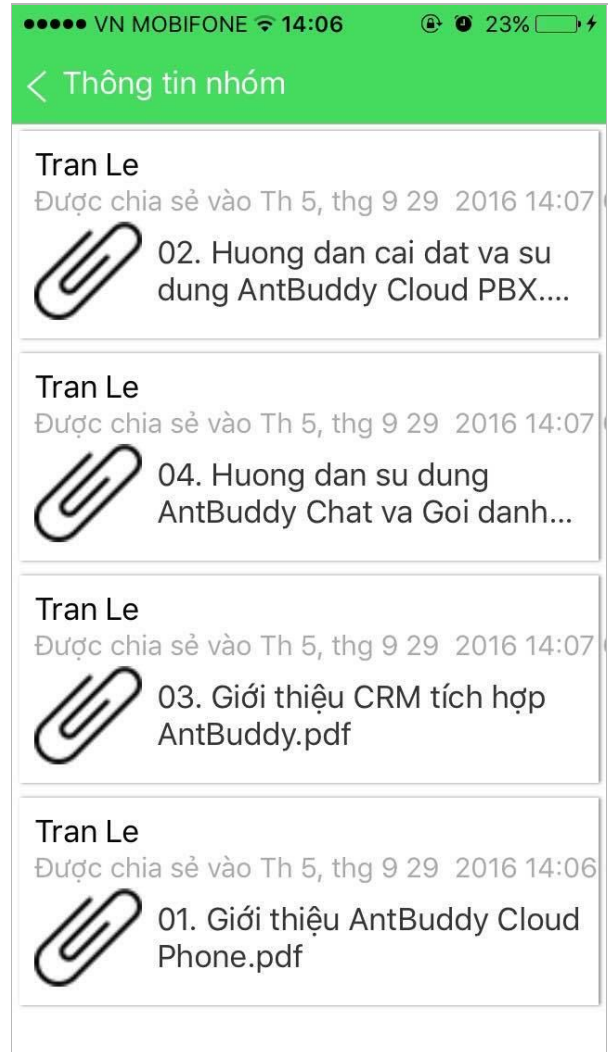 VN MOBIFONE 14:06 23%
Thông tin nhóm
Tran Le
Được chia sẻ vào Th 5, thg 9 29 2016 14:07
02. Huong dan cai dat va su
dung AntBuddy Cloud PBX....
Tran Le
Được chia sẻ vào Th 5, thg 9 29 2016 14:07
04. Huong dan su dung
AntBuddy Chat va Goi danh...
Tran Le
Được chia sẻ vào Th 5, thg 9 29 2016 14:07
03. Giới thiệu CRM tích hợp
AntBuddy.pdf
Tran Le
Được chia sẻ vào Th 5, thg 9 29 2016 14:06
01. Giới thiệu AntBuddy Cloud
Phone.pdf